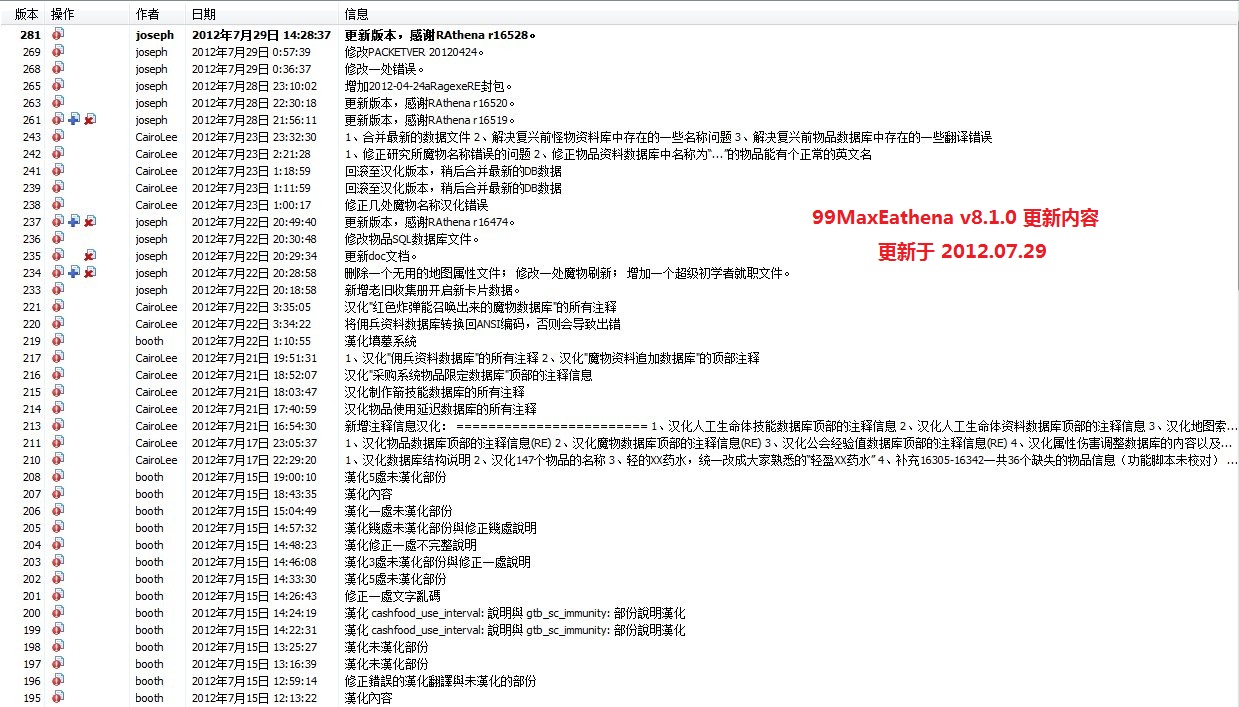 版本 操作 作者 日期 信息
281 joseph 2012年7月29日 14:28:37 更新版本，感谢RAthena r16528。
269 joseph 2012年7月29日 0:57:39 修改PACKETVER 20120424。
268 joseph 2012年7月29日 0:36:37 修改一处错误。
265 joseph 2012年7月28日 23:10:02 增加2012-04-24aRagexeRE封包。
263 joseph 2012年7月28日 22:30:18 更新版本，感谢RAthena r16520。
261 joseph 2012年7月28日 21:56:11 更新版本，感谢RAthena r16519。
243 CairoLee 2012年7月23日 23:32:30 1、合并最新的数据文件 2、解决复兴前怪物资料库中存在的一些名称问题 3、解决复兴前物品数据库中存在的一些翻译错误
242 CairoLee 2012年7月23日 2:21:28 1、修正研究所魔物名称错误的问题 2、修正物品资料数据库中名称为"..."的物品能有个正常的英文名
241 CairoLee 2012年7月23日 1:18:59 回滚至汉化版本，稍后合并最新的DB数据
239 CairoLee 2012年7月23日 1:11:59 回滚至汉化版本，稍后合并最新的DB数据
238 CairoLee 2012年7月23日 1:00:17 修正几处魔物名称汉化错误
237 joseph 2012年7月22日 20:49:40 更新版本，感谢RAthena r16474。
236 joseph 2012年7月22日 20:30:48 修改物品SQL数据库文件。
235 joseph 2012年7月22日 20:29:34 更新doc文档。
234 joseph 2012年7月22日 20:28:58 删除一个无用的地图属性文件； 修改一处魔物刷新； 增加一个超级初学者就职文件。
233 joseph 2012年7月22日 20:18:58 新增老旧收集册开启新卡片数据。
221 CairoLee 2012年7月22日 3:35:05 汉化"红色炸弹能召唤出来的魔物数据库"的所有注释
220 CairoLee 2012年7月22日 3:34:22 将佣兵资料数据库转换回ANSI编码，否则会导致出错
219 booth 2012年7月22日 1:10:55 漢化墳墓系統
217 CairoLee 2012年7月21日 19:51:31 1、汉化"佣兵资料数据库"的所有注释 2、汉化"魔物资料追加数据库"的顶部注释
216 CairoLee 2012年7月21日 18:52:07 汉化"采购系统物品限定数据库"顶部的注释信息
215 CairoLee 2012年7月21日 18:03:47 汉化制作箭技能数据库的所有注释
214 CairoLee 2012年7月21日 17:40:59 汉化物品使用延迟数据库的所有注释
213 CairoLee 2012年7月21日 16:54:30 新增注释信息汉化： ======================== 1、汉化人工生命体技能数据库顶部的注释信息 2、汉化人工生命体资料数据库顶部的注释信息 3、汉化地图索...
211 CairoLee 2012年7月17日 23:05:37 1、汉化物品数据库顶部的注释信息(RE) 2、汉化魔物数据库顶部的注释信息(RE) 3、汉化公会经验值数据库顶部的注释信息(RE) 4、汉化属性伤害调整数据库的内容以及...
210 CairoLee 2012年7月17日 22:29:20 1、汉化数据库结构说明 2、汉化147个物品的名称 3、轻的XX药水，统一改成大家熟悉的"轻盈XX药水" 4、补充16305-16342一共36个缺失的物品信息（功能脚本未校对） ...
208 booth 2012年7月15日 19:00:10 漢化5處未漢化部份
207 booth 2012年7月15日 18:43:35 漢化內容
206 booth 2012年7月15日 15:04:49 漢化一處未漢化部份
205 booth 2012年7月15日 14:57:32 漢化幾處未漢化部份與修正幾處說明
204 booth 2012年7月15日 14:48:23 漢化修正一處不完整說明
203 booth 2012年7月15日 14:46:08 漢化3處未漢化部份與修正一處說明
202 booth 2012年7月15日 14:33:30 漢化5處未漢化部份
201 booth 2012年7月15日 14:26:43 修正一處文字亂碼
200 booth 2012年7月15日 14:24:19 漢化 cashfood_use_interval: 說明與 gtb_sc_immunity: 部份說明漢化
199 booth 2012年7月15日 14:22:31 漢化 cashfood_use_interval: 說明與 gtb_sc_immunity: 部份說明漢化
198 booth 2012年7月15日 13:25:27 漢化未漢化部份
197 booth 2012年7月15日 13:16:39 漢化未漢化部份
196 booth 2012年7月15日 12:59:14 修正錯誤的漢化翻譯與未漢化的部份
195 booth 2012年7月15日 12:13:22 漢化內容
99MaxEathena v8.1.0 更新内容
更新于 2012.07.29